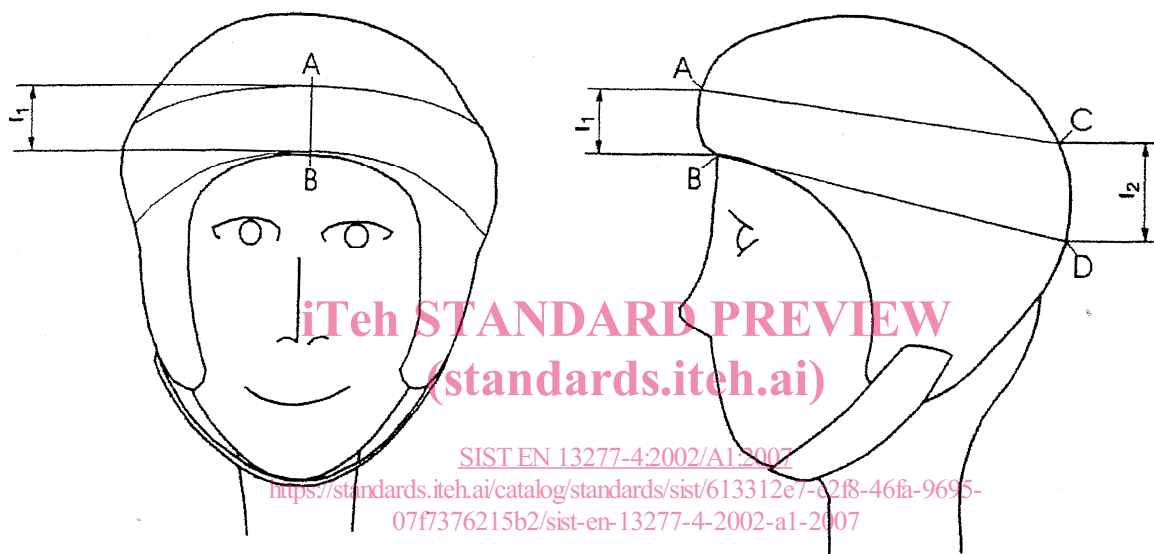 A
B
l₁
A
B
C
D
l₁
l₂
iTeh STANDARD PREVIEW
(standards.iteh.ai)
SIST EN 13277-4:2002/A1:2007
https://standards.iteh.ai/catalog/standards/sist/613312e7-e2f8-46fa-9695-
07f7376215b2/sist-en-13277-4-2002-a1-2007